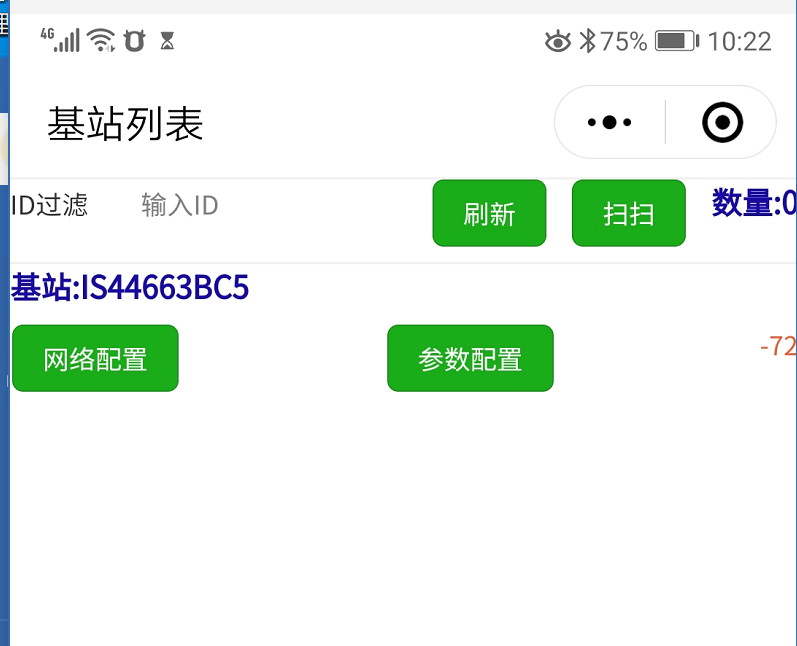 4G 75% 10:22
基站列表
ID过滤 输入ID 刷新 扫扫 数量:0
基站:IS44663BC5
网络配置 参数配置 -72